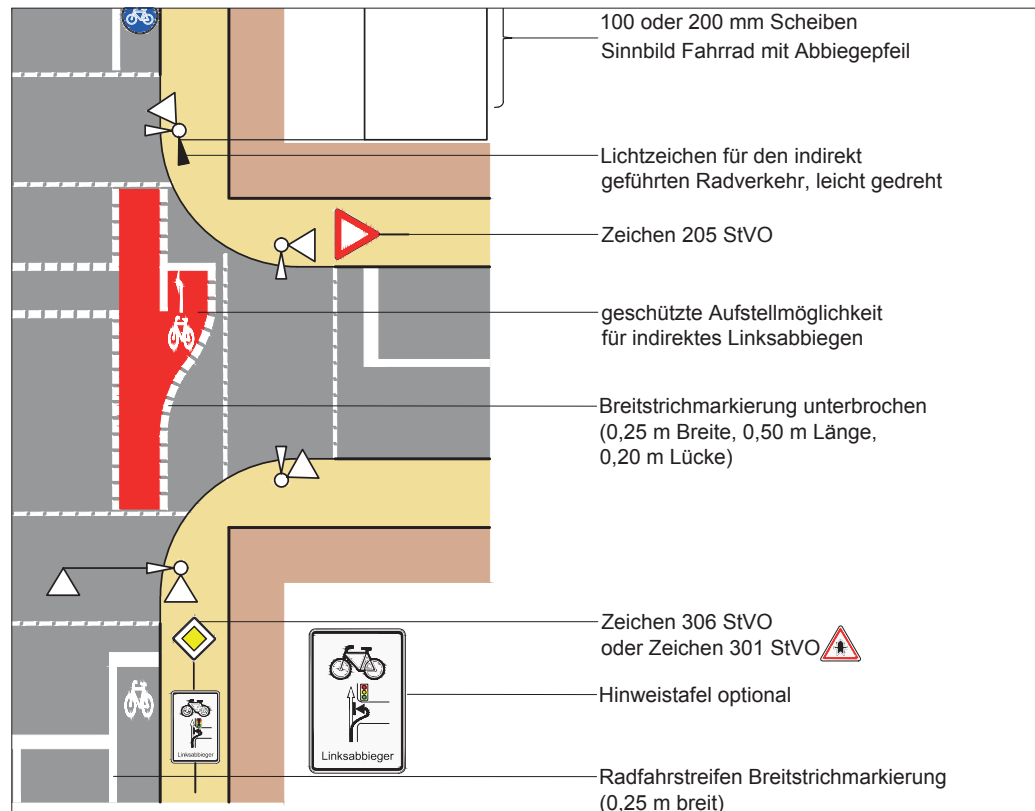 100 oder 200 mm Scheiben
Sinnbild Fahrrad mit Abbiegepfeil
Lichtzeichen für den indirekt
geführten Radverkehr, leicht gedreht
Zeichen 205 StVO
geschützte Aufstellmöglichkeit
für indirektes Linksabbiegen
Breitstrichmarkierung unterbrochen
(0,25 m Breite, 0,50 m Länge,
0,20 m Lücke)
Zeichen 306 StVO
oder Zeichen 301 StVO
Hinweistafel optional
Linksabbieger
Linksabbieger
Radfahrstreifen Breitstrichmarkierung
(0,25 m breit)